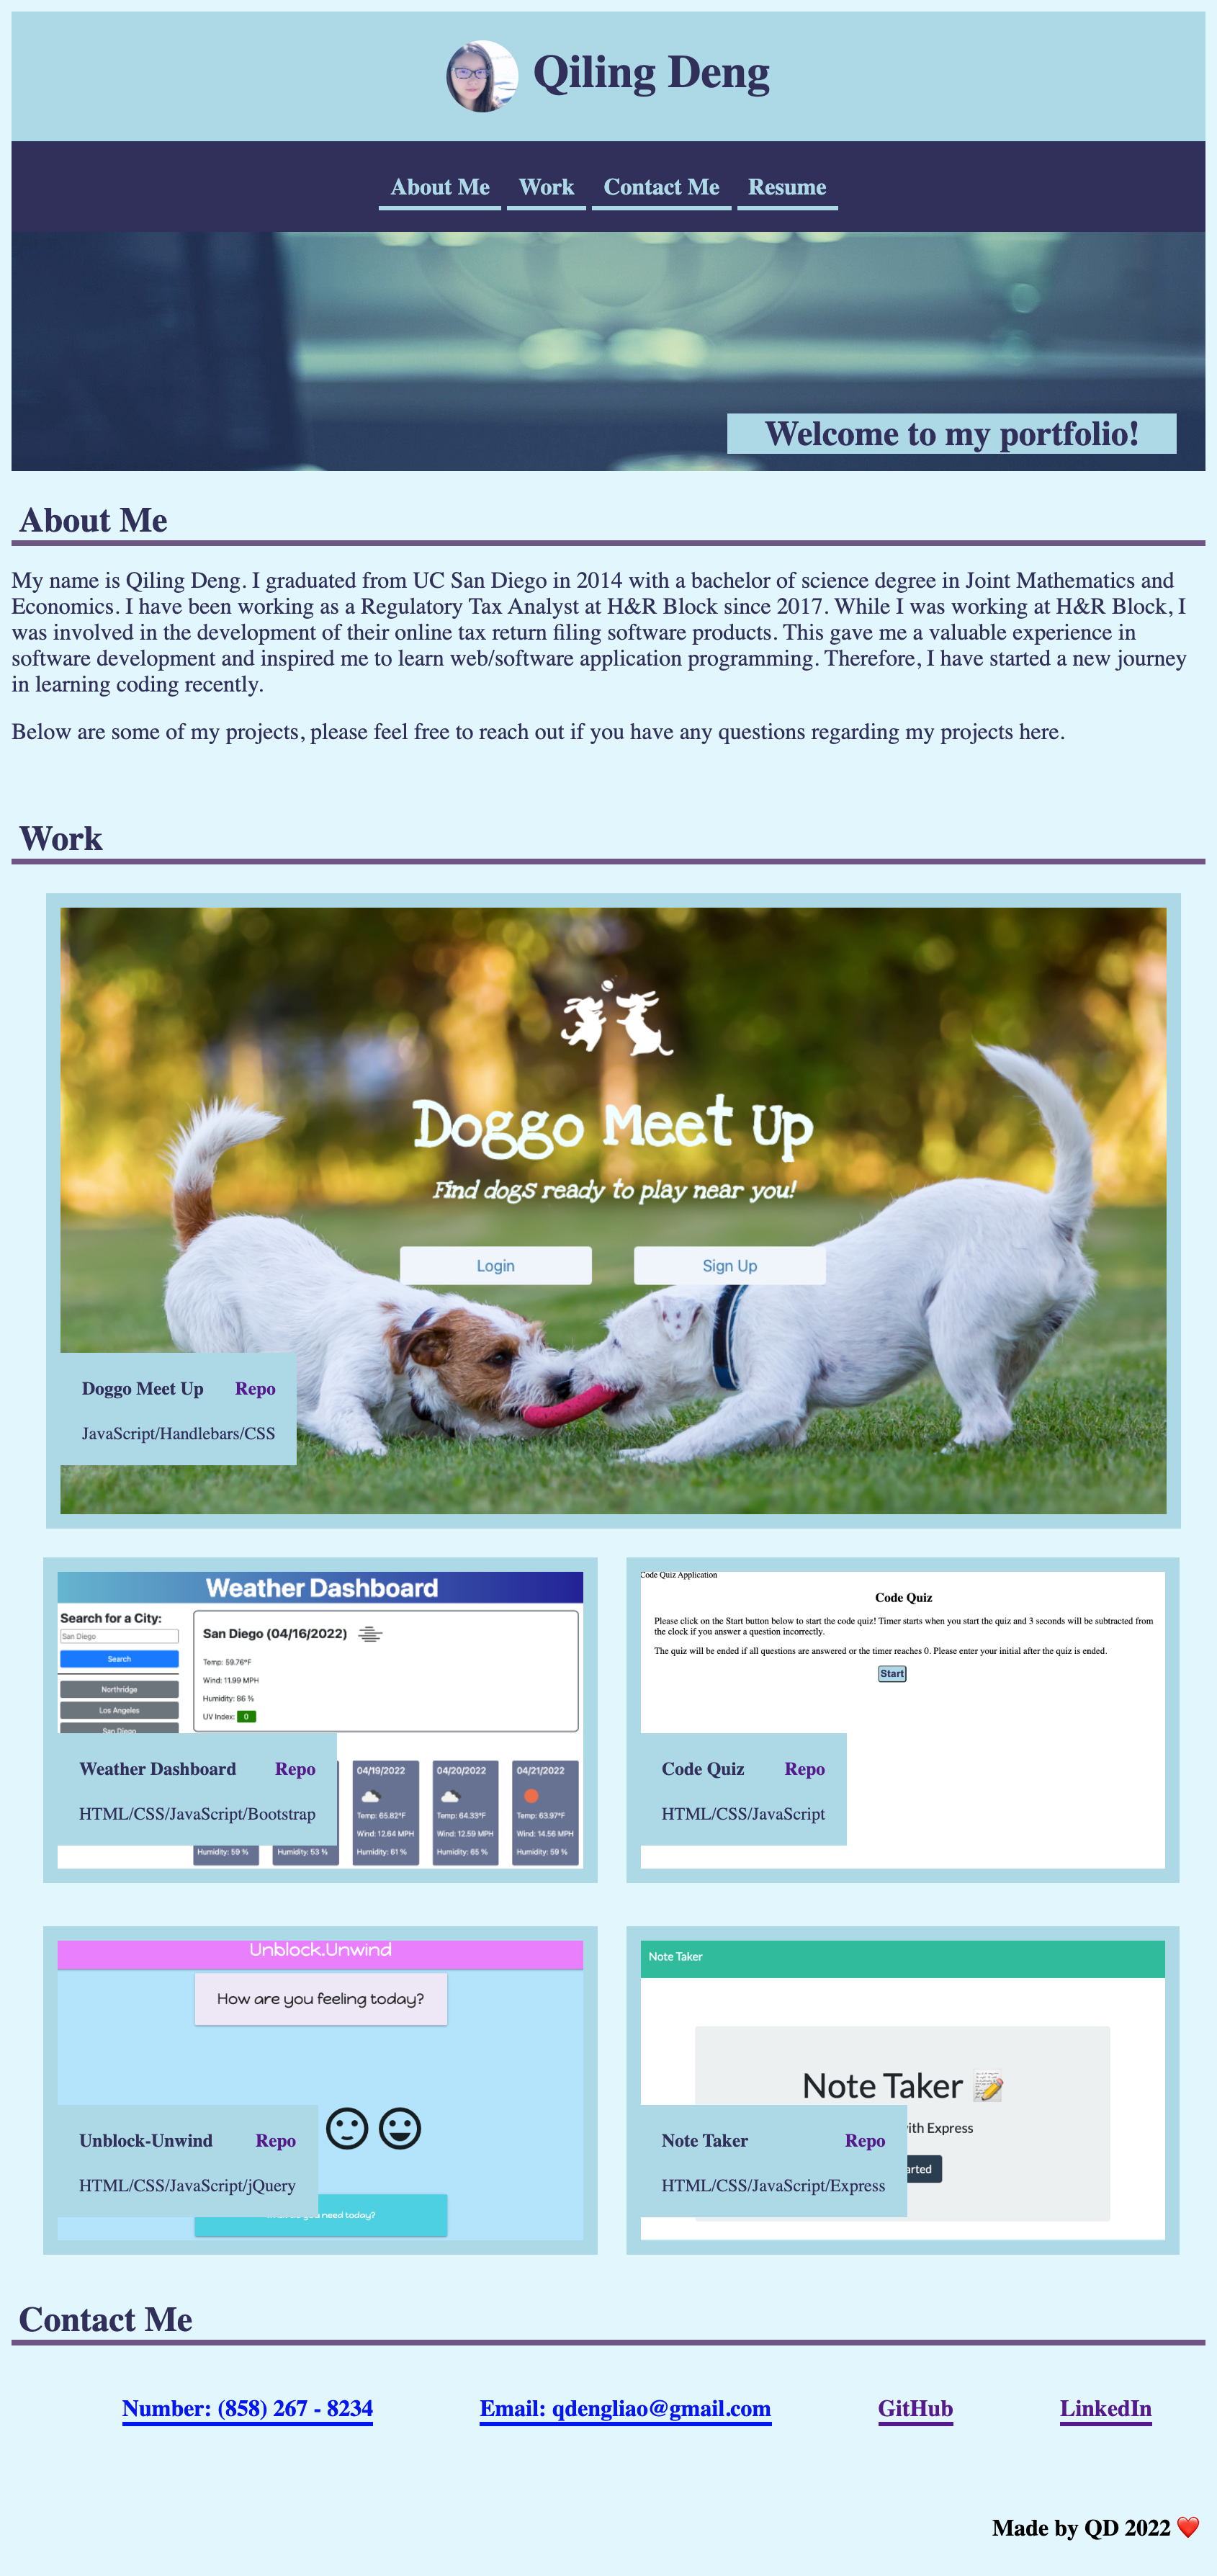 Qiling Deng
About Me Work Contact Me Resume
Welcome to my portfolio!
About Me
My name is Qiling Deng. I graduated from UC San Diego in 2014 with a bachelor of science degree in Joint Mathematics and
Economics. I have been working as a Regulatory Tax Analyst at H&R Block since 2017. While I was working at H&R Block, I
was involved in the development of their online tax return filing software products. This gave me a valuable experience in
software development and inspired me to learn web/software application programming. Therefore, I have started a new journey
in learning coding recently.
Below are some of my projects, please feel free to reach out if you have any questions regarding my projects here.
Work
Doggo Meet Up
Find dogs ready to play near you!
Login Sign Up
Doggo Meet Up Repo
JavaScript/Handlebars/CSS
Weather Dashboard
Search for a City:
San Diego
Search
Northridge
Los Angeles
San Diego
San Diego (04/16/2022)
Temp: 59.76°F
Wind: 11.99 MPH
Humidity: 86 %
UV Index: 0
04/19/2022 04/20/2022 04/21/2022
Temp: 65.82°F Temp: 64.33°F Temp: 63.97°F
Wind: 12.64 MPH Wind: 12.59 MPH Wind: 14.56 MPH
Humidity: 59 % Humidity: 53 % Humidity: 61 % Humidity: 65 % Humidity: 59 %
Weather Dashboard Repo
HTML/CSS/JavaScript/Bootstrap
Code Quiz Application
Code Quiz
Please click on the Start button below to start the code quiz! Timer starts when you start the quiz and 3 seconds will be subtracted from
the clock if you answer a question incorrectly.
The quiz will be ended if all questions are answered or the timer reaches 0. Please enter your initial after the quiz is ended.
Start
Code Quiz Repo
HTML/CSS/JavaScript
Unblock.Unwind
How are you feeling today?
need today?
Unblock-Unwind Repo
HTML/CSS/JavaScript/jQuery
Note Taker
Note Taker 📝
ith Express
arted
Note Taker Repo
HTML/CSS/JavaScript/Express
Contact Me
Number: (858) 267 - 8234 Email: qdengliao@gmail.com GitHub LinkedIn
Made by QD 2022 ❤️